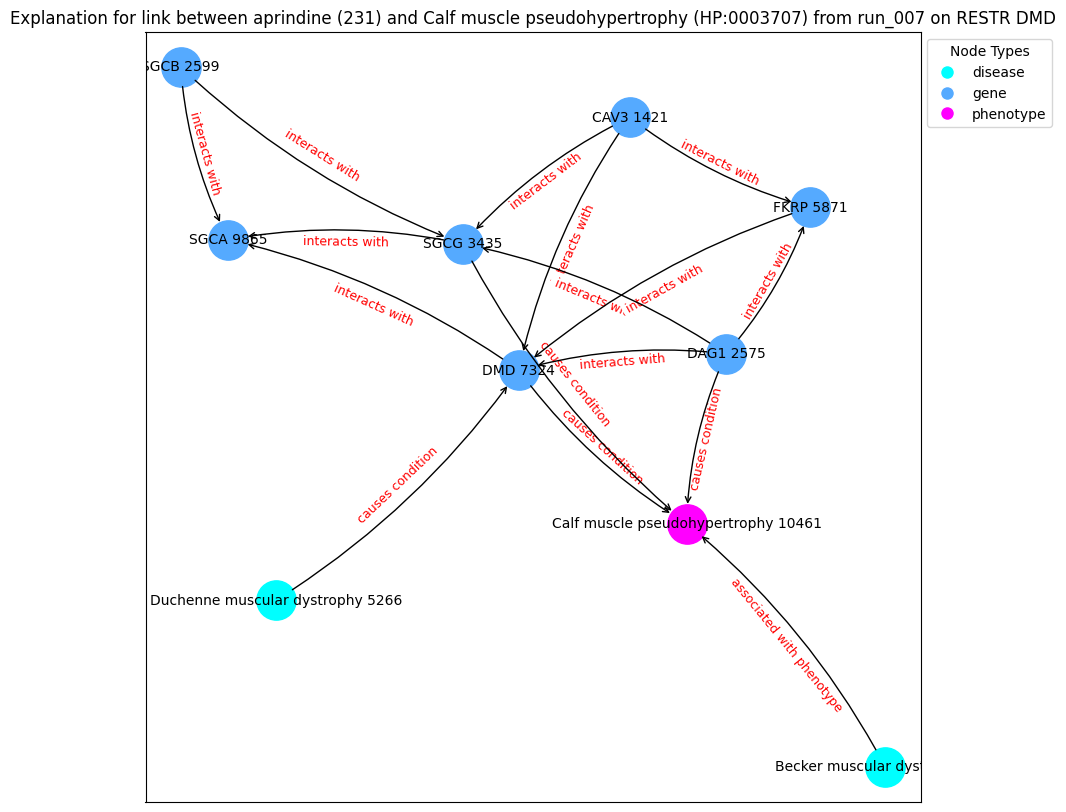 Explanation for link between aprindine (231) and Calf muscle pseudohypertrophy (HP:0003707) from run_007 on RESTR DMD
Node Types
disease
gene
phenotype
SGCB 2599
CAV3 1421
interacts with
interacts with
interacts with
interacts with
FKRP 5871
SGCA 9865
interacts with
SGCG 3435
interacts with
interacts with
interacts with
interacts with
interacts with
DAG1 2575
interacts with
DMD 7324
causes condition
causes condition
causes condition
causes condition
Calf muscle pseudohypertrophy 10461
Duchenne muscular dystrophy 5266
associated with phenotype
Becker muscular dyst